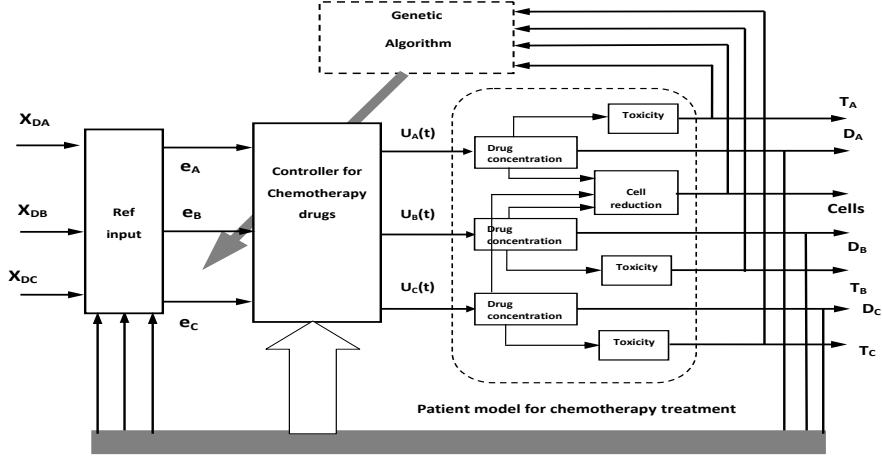 Genetic
Algorithm
X_DA
X_DB
X_DC
Ref
input
e_A
e_B
e_C
Controller for
Chemotherapy
drugs
U_A(t)
U_B(t)
U_C(t)
Drug
concentration
Drug
concentration
Drug
concentration
Toxicity
Cell
reduction
Toxicity
Toxicity
T_A
D_A
Cells
D_B
T_B
D_C
T_C
Patient model for chemotherapy treatment